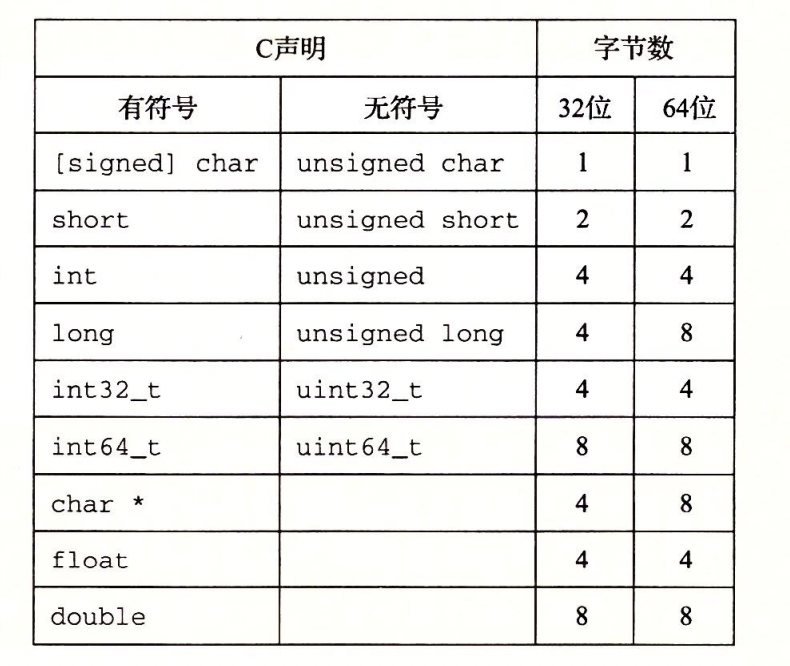 C声明 字节数
有符号 无符号 32位 64位
[signed] char unsigned char 1 1
short unsigned short 2 2
int unsigned 4 4
long unsigned long 4 8
int32_t uint32_t 4 4
int64_t uint64_t 8 8
char * 4 8
float 4 4
double 8 8